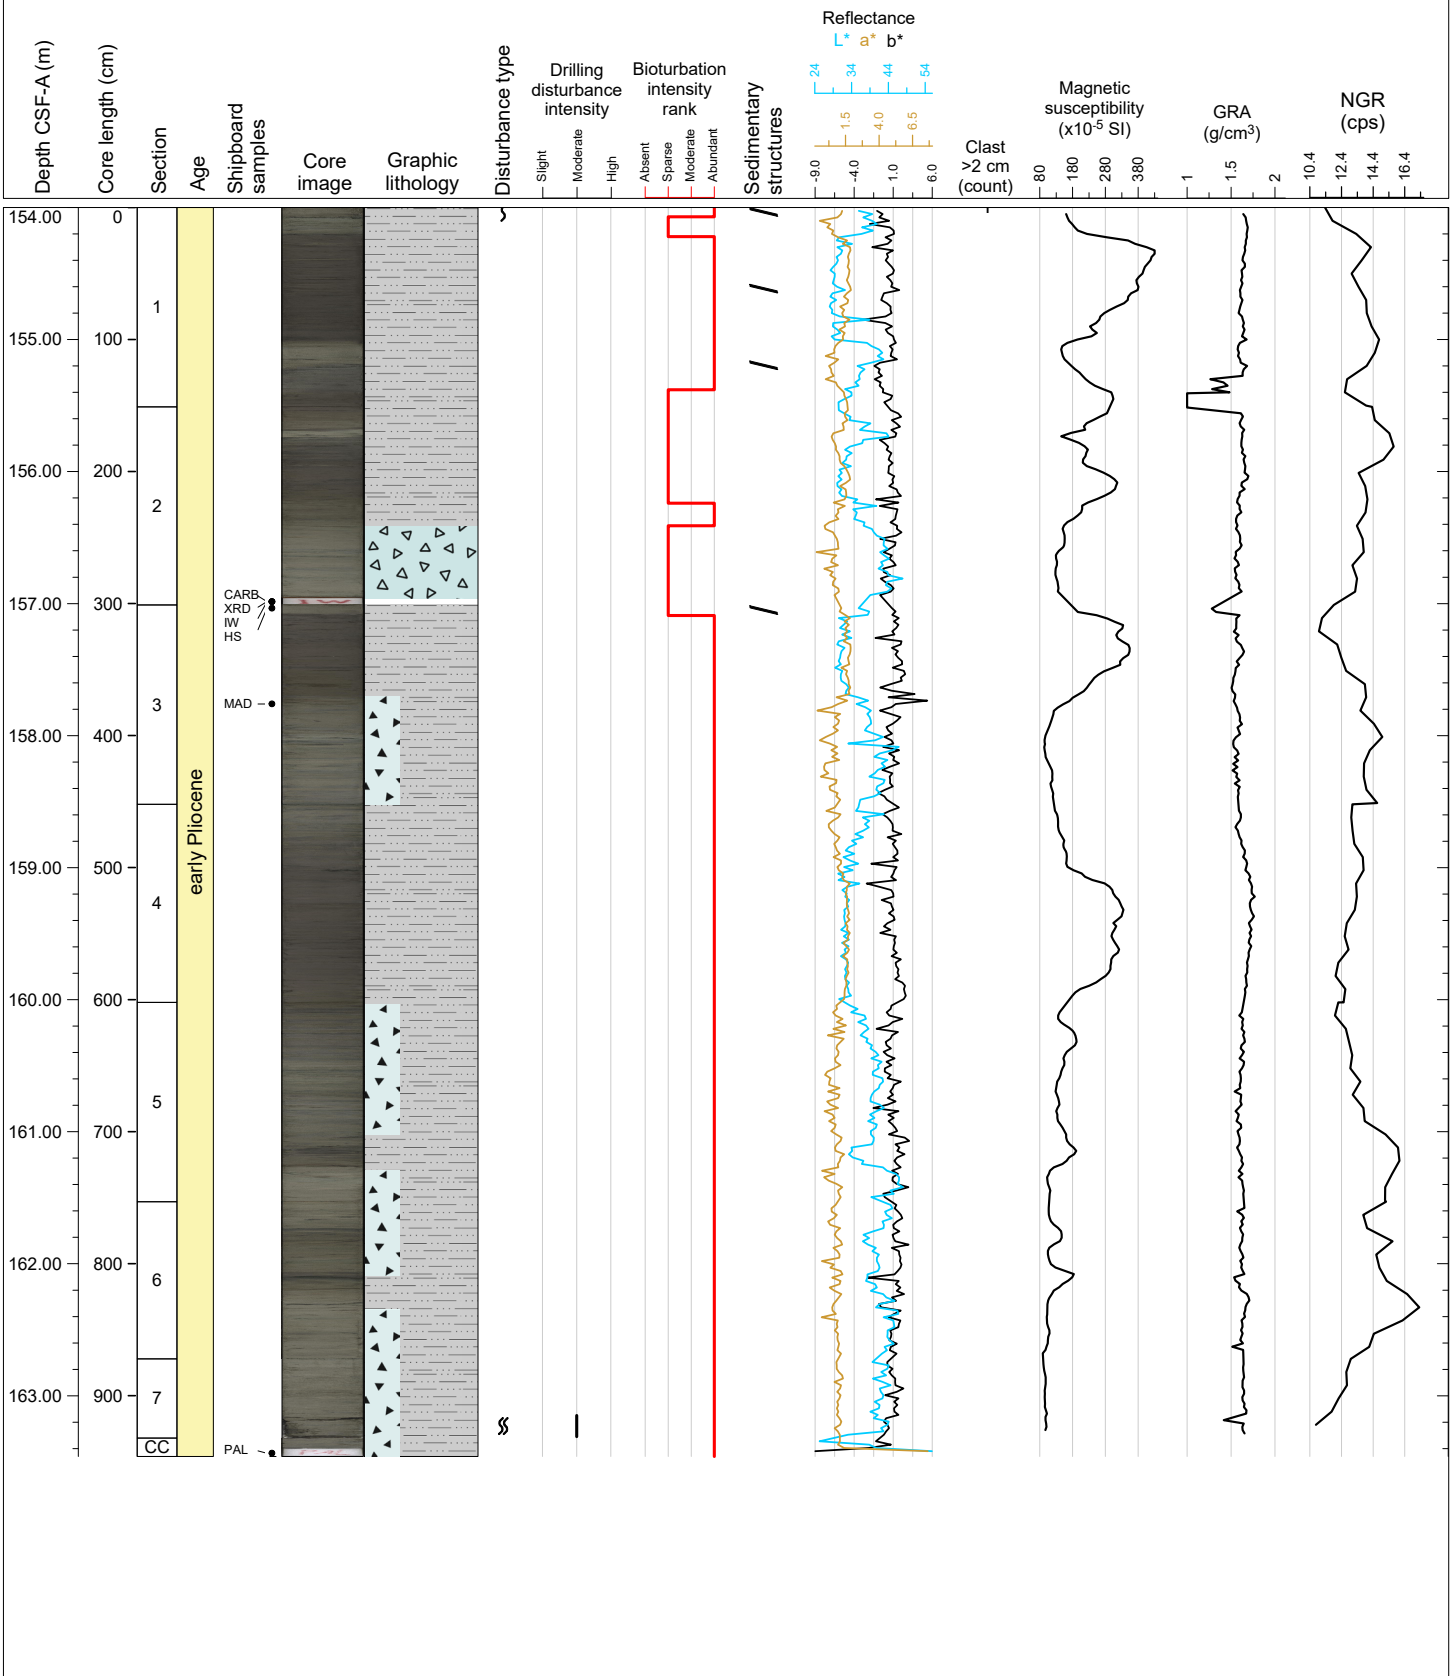 Depth CSF-A (m)
Core length (cm)
Section
Age
Shipboard
samples
Core
image
Graphic
lithology
Disturbance type
Drilling
disturbance
intensity
Slight
Moderate
High
Bioturbation
intensity
rank
Absent
Sparse
Moderate
Abundant
Sedimentary
structures
Reflectance
L* a* b*
24 34 44 54
1.5 4.0 6.5
-9.0 -4.0 1.0 6.0
Clast
>2 cm
(count)
Magnetic
susceptibility
(x10-5 SI)
80 180 280 380
GRA
(g/cm3)
1 1.5 2
NGR
(cps)
10.4 12.4 14.4 16.4
154.00 0
1
155.00 100
156.00 200
2
CARB
157.00 300 XRD
IW
HS
3 MAD
158.00 400
early Pliocene
159.00 500
4
160.00 600
5
161.00 700
162.00 800
6
163.00 900
7
CC PAL